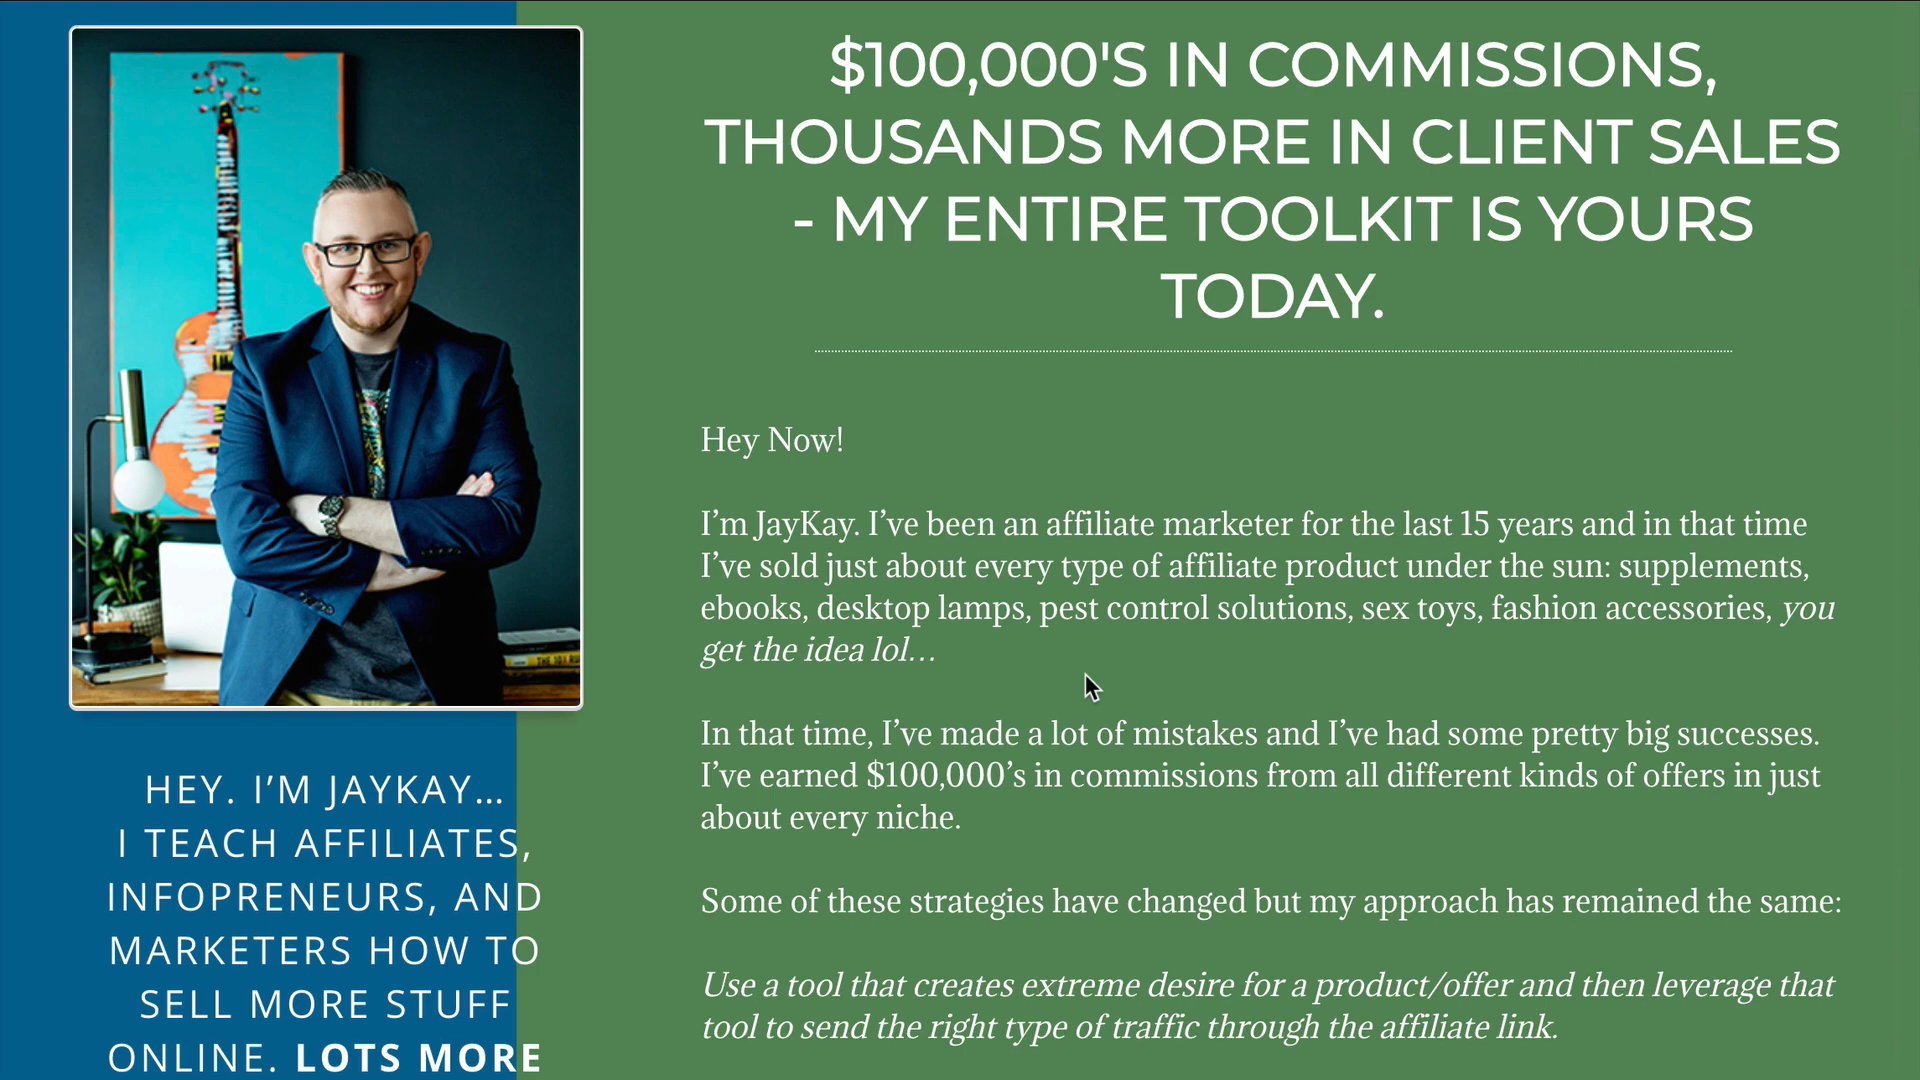 $100,000'S IN COMMISSIONS,
THOUSANDS MORE IN CLIENT SALES
- MY ENTIRE TOOLKIT IS YOURS
TODAY.
Hey Now!
I’m JayKay. I’ve been an affiliate marketer for the last 15 years and in that time
I’ve sold just about every type of affiliate product under the sun: supplements,
ebooks, desktop lamps, pest control solutions, sex toys, fashion accessories, you
get the idea lol…
In that time, I’ve made a lot of mistakes and I’ve had some pretty big successes.
I’ve earned $100,000’s in commissions from all different kinds of offers in just
about every niche.
Some of these strategies have changed but my approach has remained the same:
Use a tool that creates extreme desire for a product/offer and then leverage that
tool to send the right type of traffic through the affiliate link.
HEY. I’M JAYKAY…
I TEACH AFFILIATES,
INFOPRENEURS, AND
MARKETERS HOW TO
SELL MORE STUFF
ONLINE. LOTS MORE